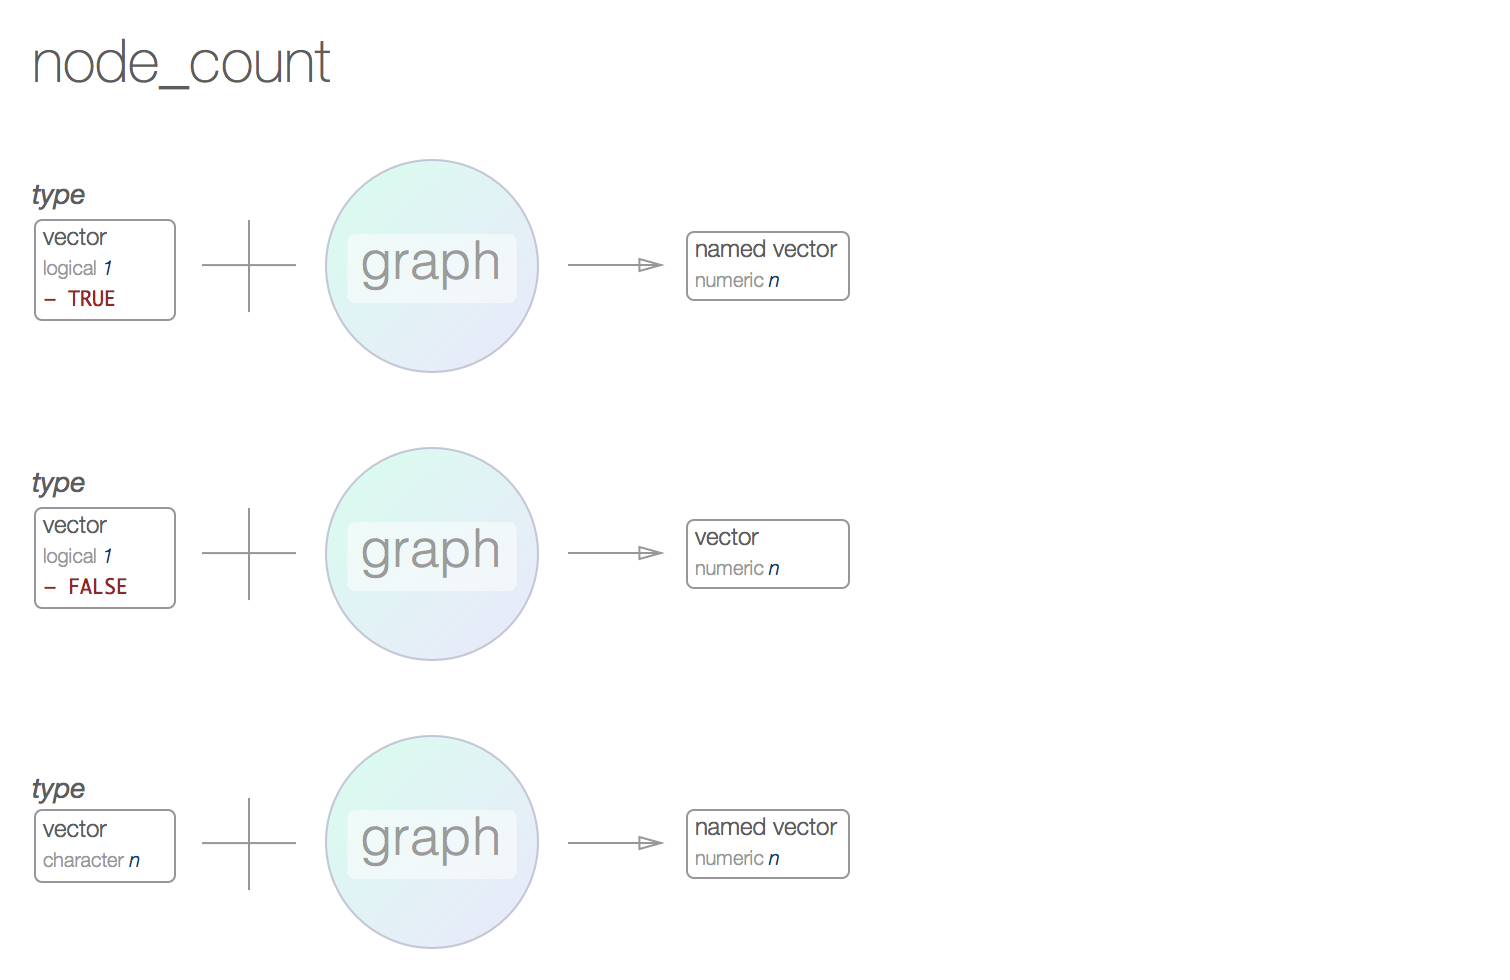 node_count
type
vector
logical 1
– TRUE
graph
named vector
numeric n
type
vector
logical 1
– FALSE
graph
vector
numeric n
type
vector
character n
graph
named vector
numeric n